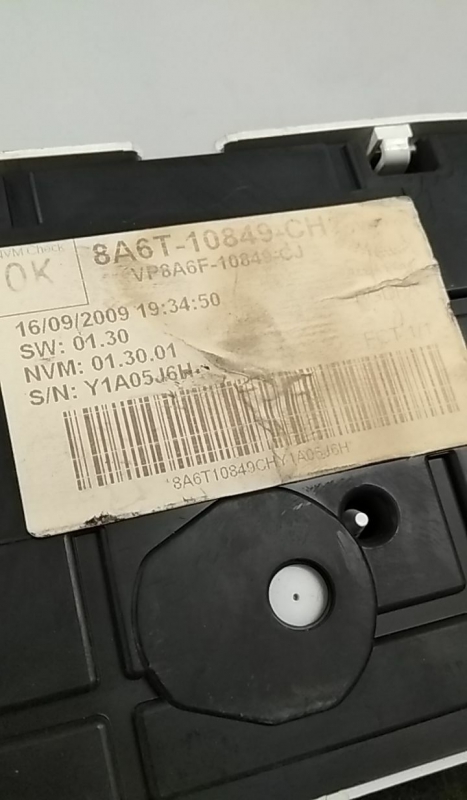 NVM Check
OK
8A6T-10849-CH
VP8A6F-10849-CJ
16/09/2009 19:34:50
SW: 01.30
NVM: 01.30.01
S/N: Y1A05J6H
*8A6T10849CHY1A05J6H*